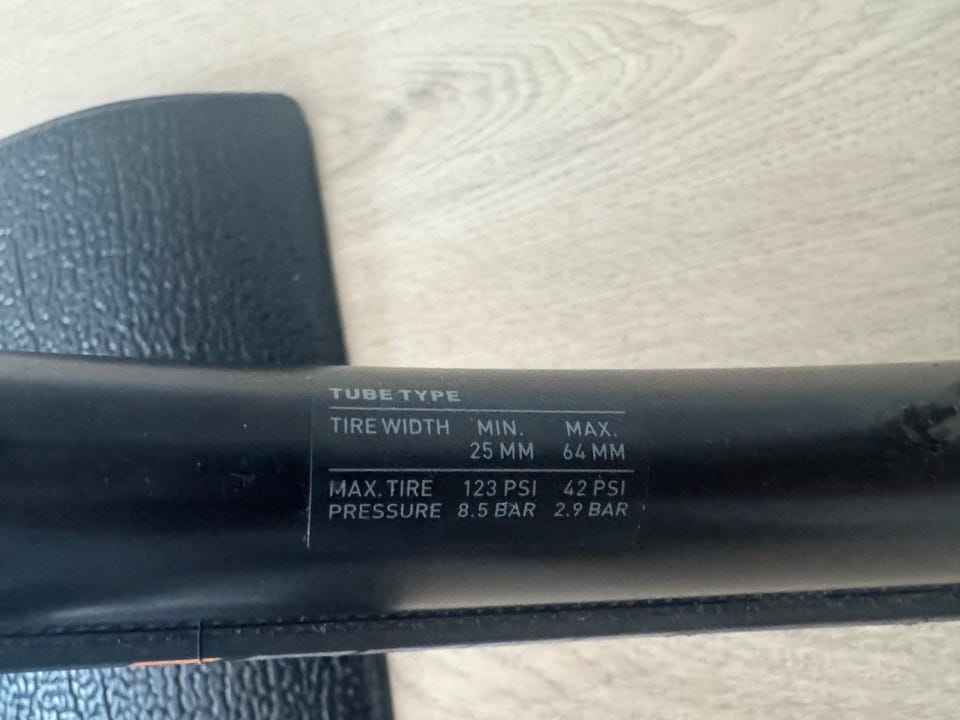 TUBE TYPE
TIRE WIDTH MIN. MAX.
25 MM 64 MM
MAX. TIRE 123 PSI 42 PSI
PRESSURE 8.5 BAR 2.9 BAR